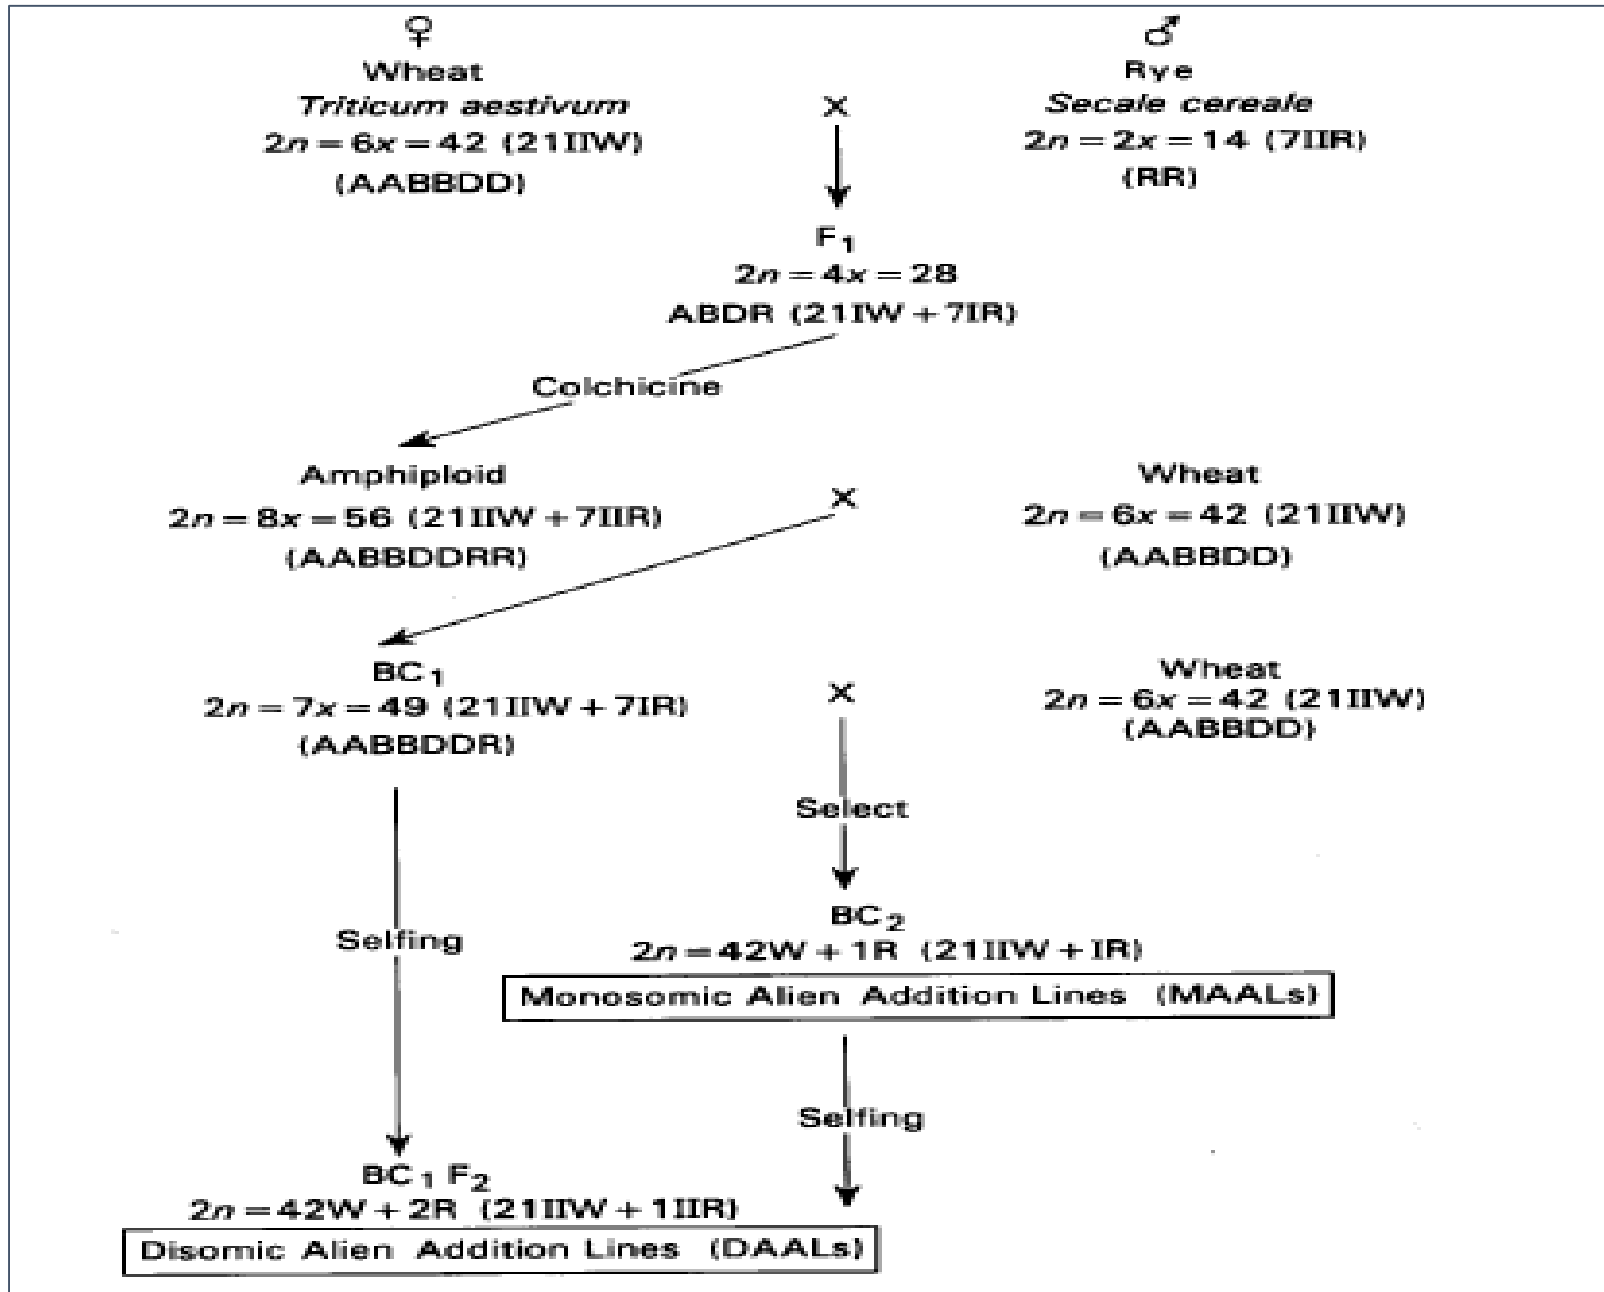 ♀
Wheat
Triticum aestivum
2n = 6x = 42 (21IIW)
(AABBDD)
X
♂
Rye
Secale cereale
2n = 2x = 14 (7IIR)
(RR)
F1
2n = 4x = 28
ABDR (21IW + 7IR)
Colchicine
Amphiploid
2n = 8x = 56 (21IIW + 7IIR)
(AABBDDRR)
X
Wheat
2n = 6x = 42 (21IIW)
(AABBDD)
BC1
2n = 7x = 49 (21IIW + 7IR)
(AABBDDR)
X
Wheat
2n = 6x = 42 (21IIW)
(AABBDD)
Select
BC2
2n = 42W + 1R (21IIW + IR)
Monosomic Alien Addition Lines (MAALs)
Selfing
Selfing
BC1 F2
2n = 42W + 2R (21IIW + 1IIR)
Disomic Alien Addition Lines (DAALs)